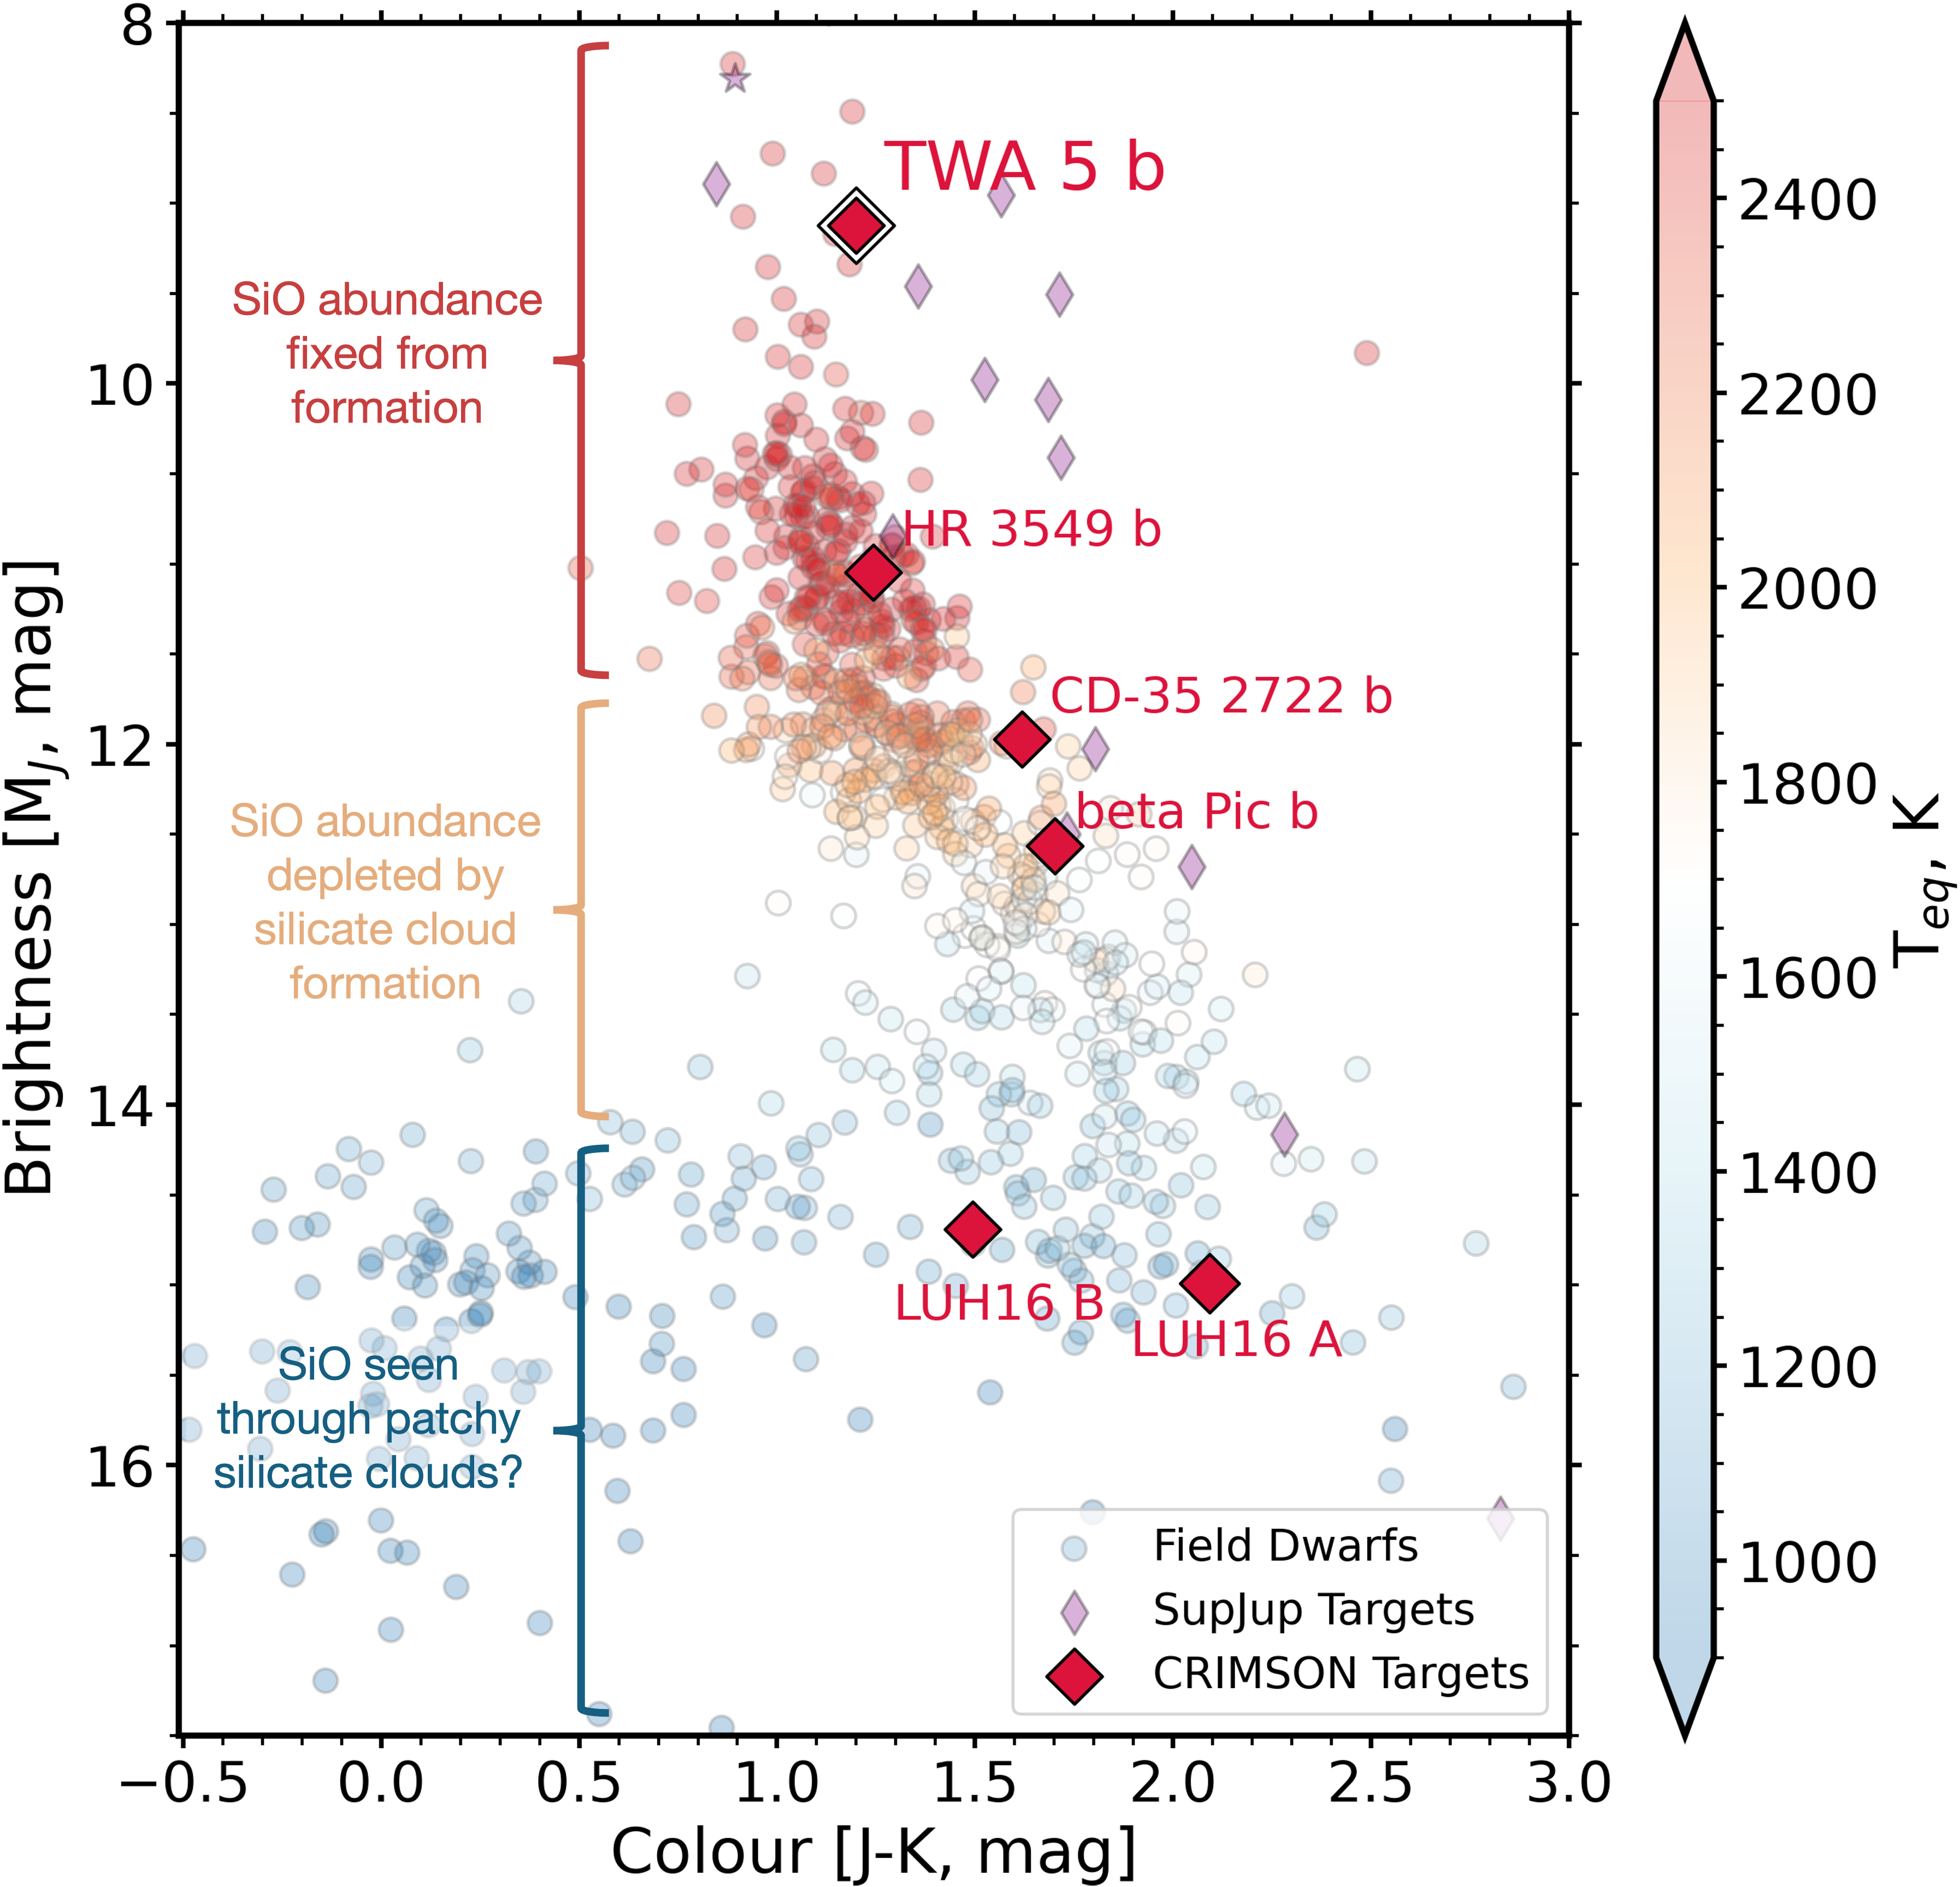 8
10
12
14
16
Brightness [M_J, mag]
−0.5
0.0
0.5
1.0
1.5
2.0
2.5
3.0
Colour [J-K, mag]
SiO abundance
fixed from
formation
SiO abundance
depleted by
silicate cloud
formation
SiO seen
through patchy
silicate clouds?
TWA 5 b
HR 3549 b
CD-35 2722 b
beta Pic b
LUH16 B
LUH16 A
Field Dwarfs
SupJup Targets
CRIMSON Targets
2400
2200
2000
1800
1600
1400
1200
1000
T_eq, K